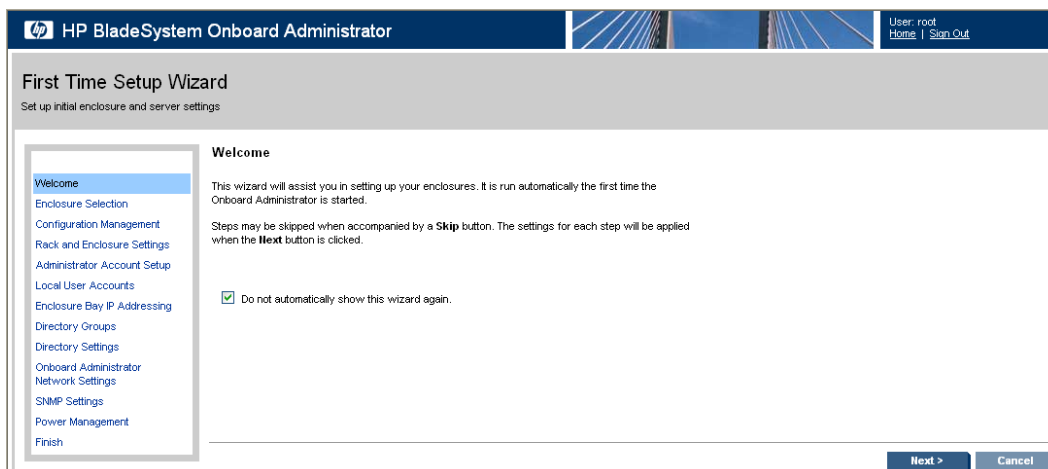 hp HP BladeSystem Onboard Administrator
User: root
Home | Sign Out
First Time Setup Wizard
Set up initial enclosure and server settings
Welcome
Enclosure Selection
Configuration Management
Rack and Enclosure Settings
Administrator Account Setup
Local User Accounts
Enclosure Bay IP Addressing
Directory Groups
Directory Settings
Onboard Administrator
Network Settings
SNMP Settings
Power Management
Finish
Welcome
This wizard will assist you in setting up your enclosures. It is run automatically the first time the
Onboard Administrator is started.
Steps may be skipped when accompanied by a Skip button. The settings for each step will be applied
when the Next button is clicked.
Do not automatically show this wizard again.
Next >
Cancel